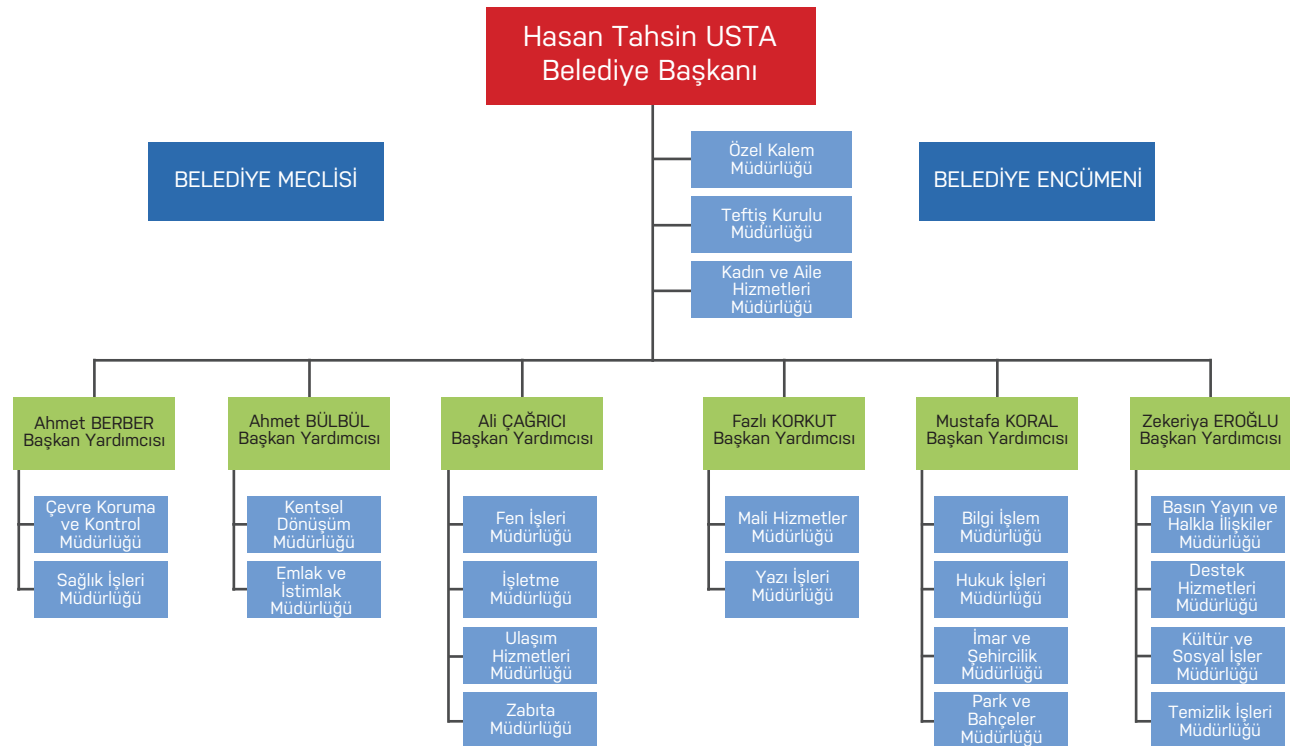 Hasan Tahsin USTA
Belediye Başkanı
BELEDİYE MECLİSİ
Özel Kalem
Müdürlüğü
Teftiş Kurulu
Müdürlüğü
Kadın ve Aile
Hizmetleri
Müdürlüğü
BELEDİYE ENCÜMENİ
Ahmet BERBER
Başkan Yardımcısı
Çevre Koruma
ve Kontrol
Müdürlüğü
Sağlık İşleri
Müdürlüğü
Ahmet BÜLBÜL
Başkan Yardımcısı
Kentsel
Dönüşüm
Müdürlüğü
Emlak ve
İstimlak
Müdürlüğü
Ali ÇAĞRICI
Başkan Yardımcısı
Fen İşleri
Müdürlüğü
İşletme
Müdürlüğü
Ulaşım
Hizmetleri
Müdürlüğü
Zabıta
Müdürlüğü
Fazlı KORKUT
Başkan Yardımcısı
Mali Hizmetler
Müdürlüğü
Yazı İşleri
Müdürlüğü
Mustafa KORAL
Başkan Yardımcısı
Bilgi İşlem
Müdürlüğü
Hukuk İşleri
Müdürlüğü
İmar ve
Şehircilik
Müdürlüğü
Park ve
Bahçeler
Müdürlüğü
Zekeriya EROĞLU
Başkan Yardımcısı
Basın Yayın ve
Halkla İlişkiler
Müdürlüğü
Destek
Hizmetleri
Müdürlüğü
Kültür ve
Sosyal İşler
Müdürlüğü
Temizlik İşleri
Müdürlüğü